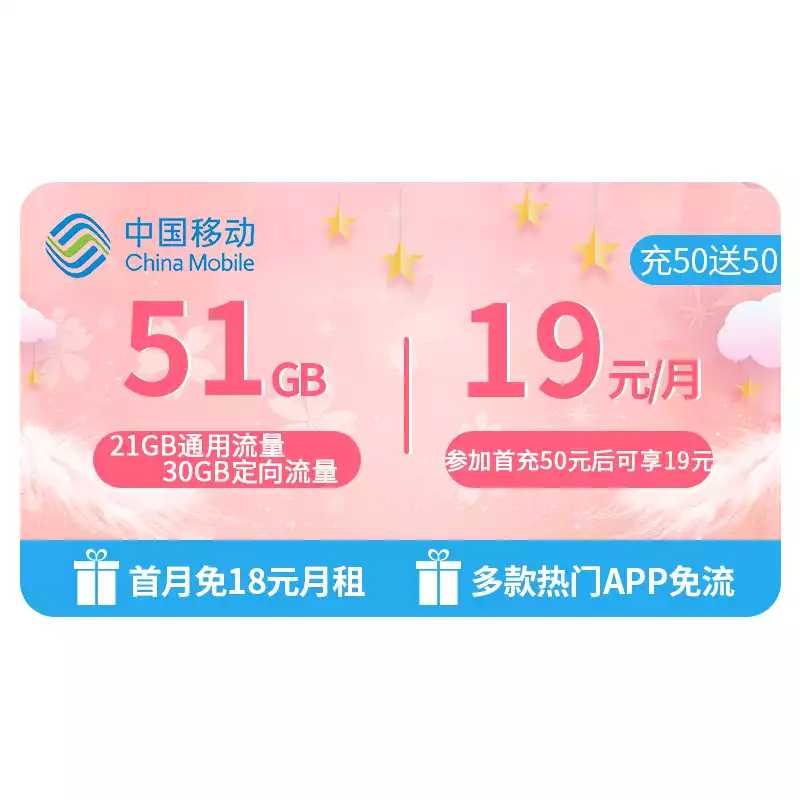 中国移动
China Mobile
充50送50
51GB
19元/月
21GB通用流量
30GB定向流量
参加首充50元后可享19元
首月免18元月租
多款热门APP免流